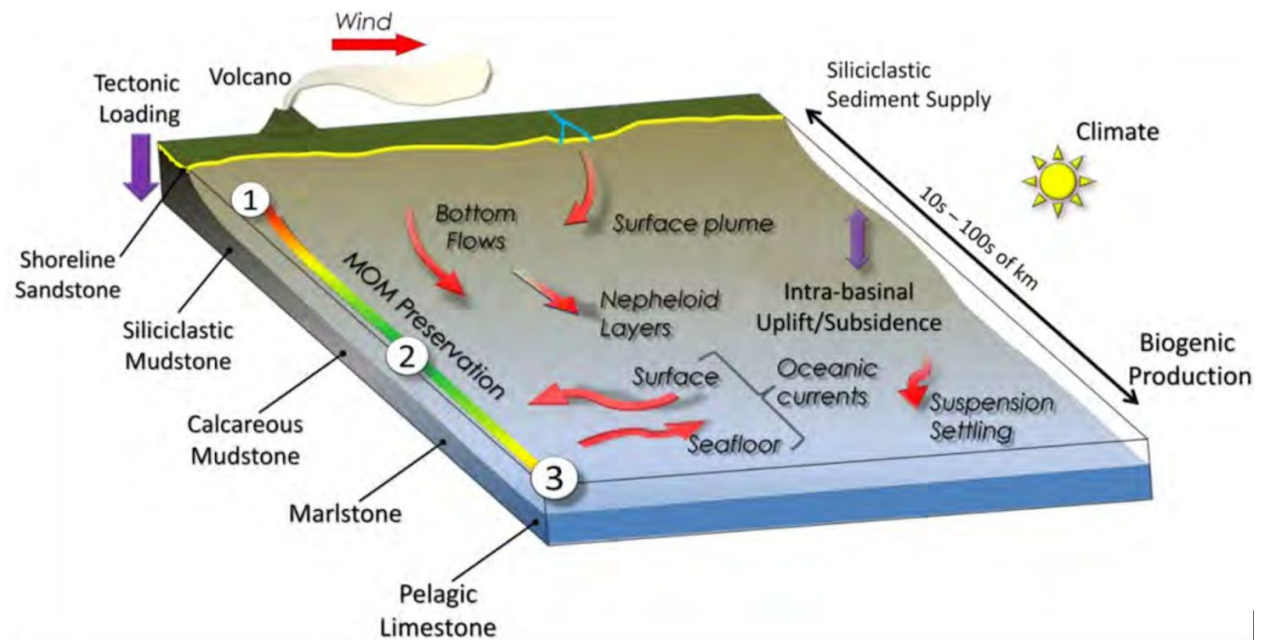 Wind
Tectonic
Loading
Volcano
Siliciclastic
Sediment Supply
Climate
1
Bottom
Flows
Surface plume
10s – 100s of km
Shoreline
Sandstone
MOM Preservation
Nepheloid
Layers
Intra-basinal
Uplift/Subsidence
Siliciclastic
Mudstone
2
Surface
Oceanic
currents
Biogenic
Production
Suspension
Settling
Calcareous
Mudstone
Seafloor
3
Marlstone
Pelagic
Limestone